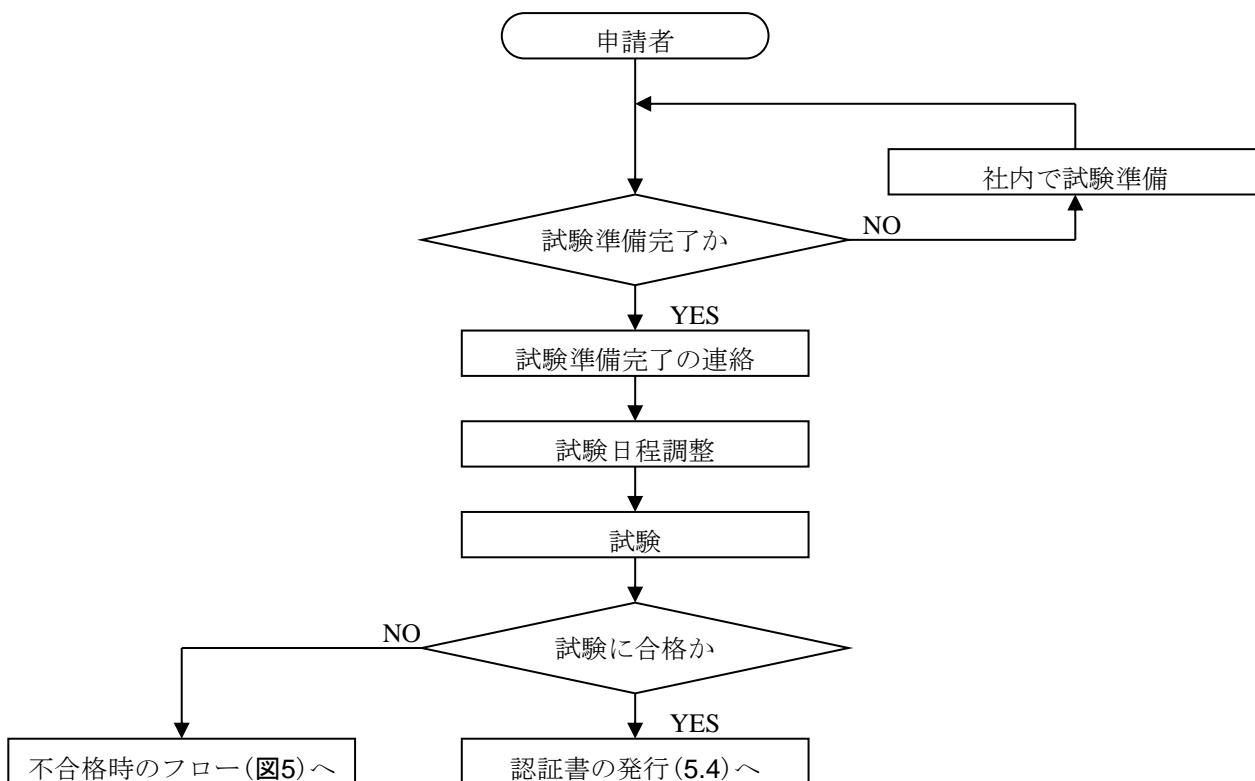 申請者
社内で試験準備
試験準備完了か
NO
YES
試験準備完了の連絡
試験日程調整
試験
NO
試験に合格か
YES
不合格時のフロー(図5)へ
認証書の発行(5.4)へ